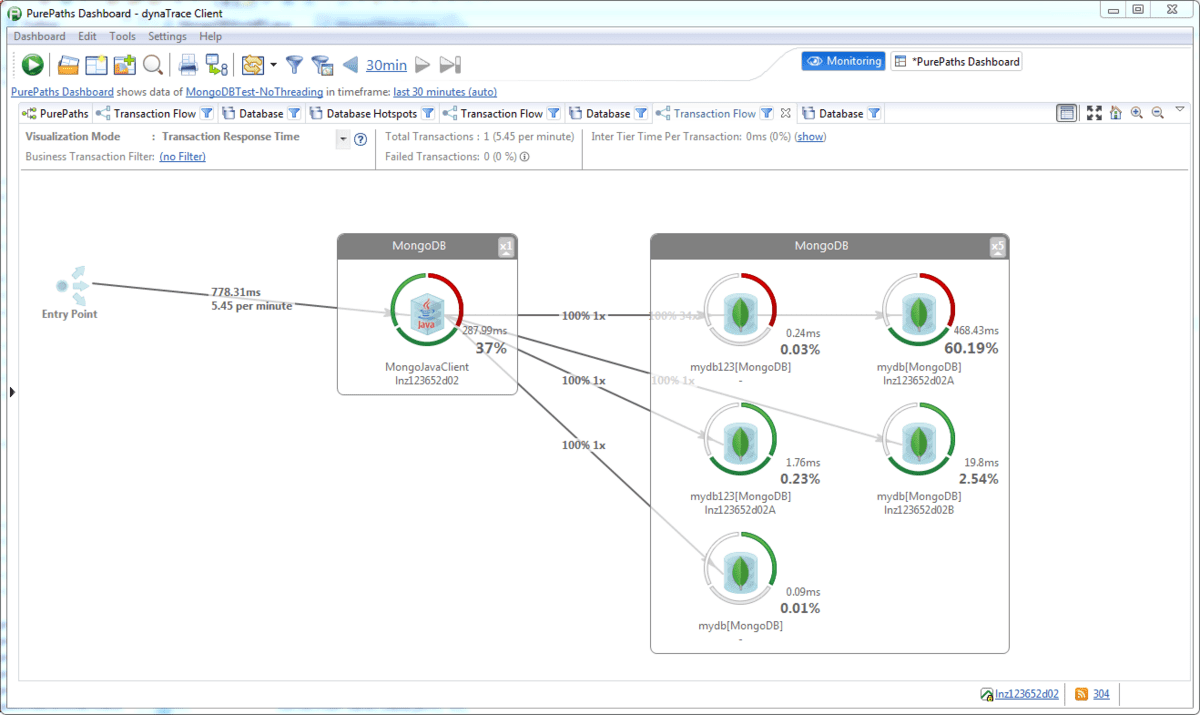 PurePaths Dashboard - dynaTrace Client
Dashboard Edit Tools Settings Help
30min
Monitoring *PurePaths Dashboard
PurePaths Dashboard shows data of MongoDBTest-NoThreading in timeframe: last 30 minutes (auto)
PurePaths Transaction Flow Database Database Hotspots Transaction Flow Database Transaction Flow Database
Visualization Mode : Transaction Response Time
Business Transaction Filter: (no Filter)
Total Transactions : 1 (5.45 per minute)
Failed Transactions: 0 (0 %)
Inter Tier Time Per Transaction: 0ms (0%) (show)
Entry Point
778.31ms
5.45 per minute
MongoDB x1
Java
287.99ms
37%
MongoJavaClient
lnz123652d02
100% 1x
100% 1x
100% 1x
MongoDB x5
100% 34x
100% 1x
0.24ms
0.03%
mydb123[MongoDB]
-
468.43ms
60.19%
mydb[MongoDB]
lnz123652d02A
1.76ms
0.23%
mydb123[MongoDB]
lnz123652d02A
19.8ms
2.54%
mydb[MongoDB]
lnz123652d02B
0.09ms
0.01%
mydb[MongoDB]
-
lnz123652d02 304